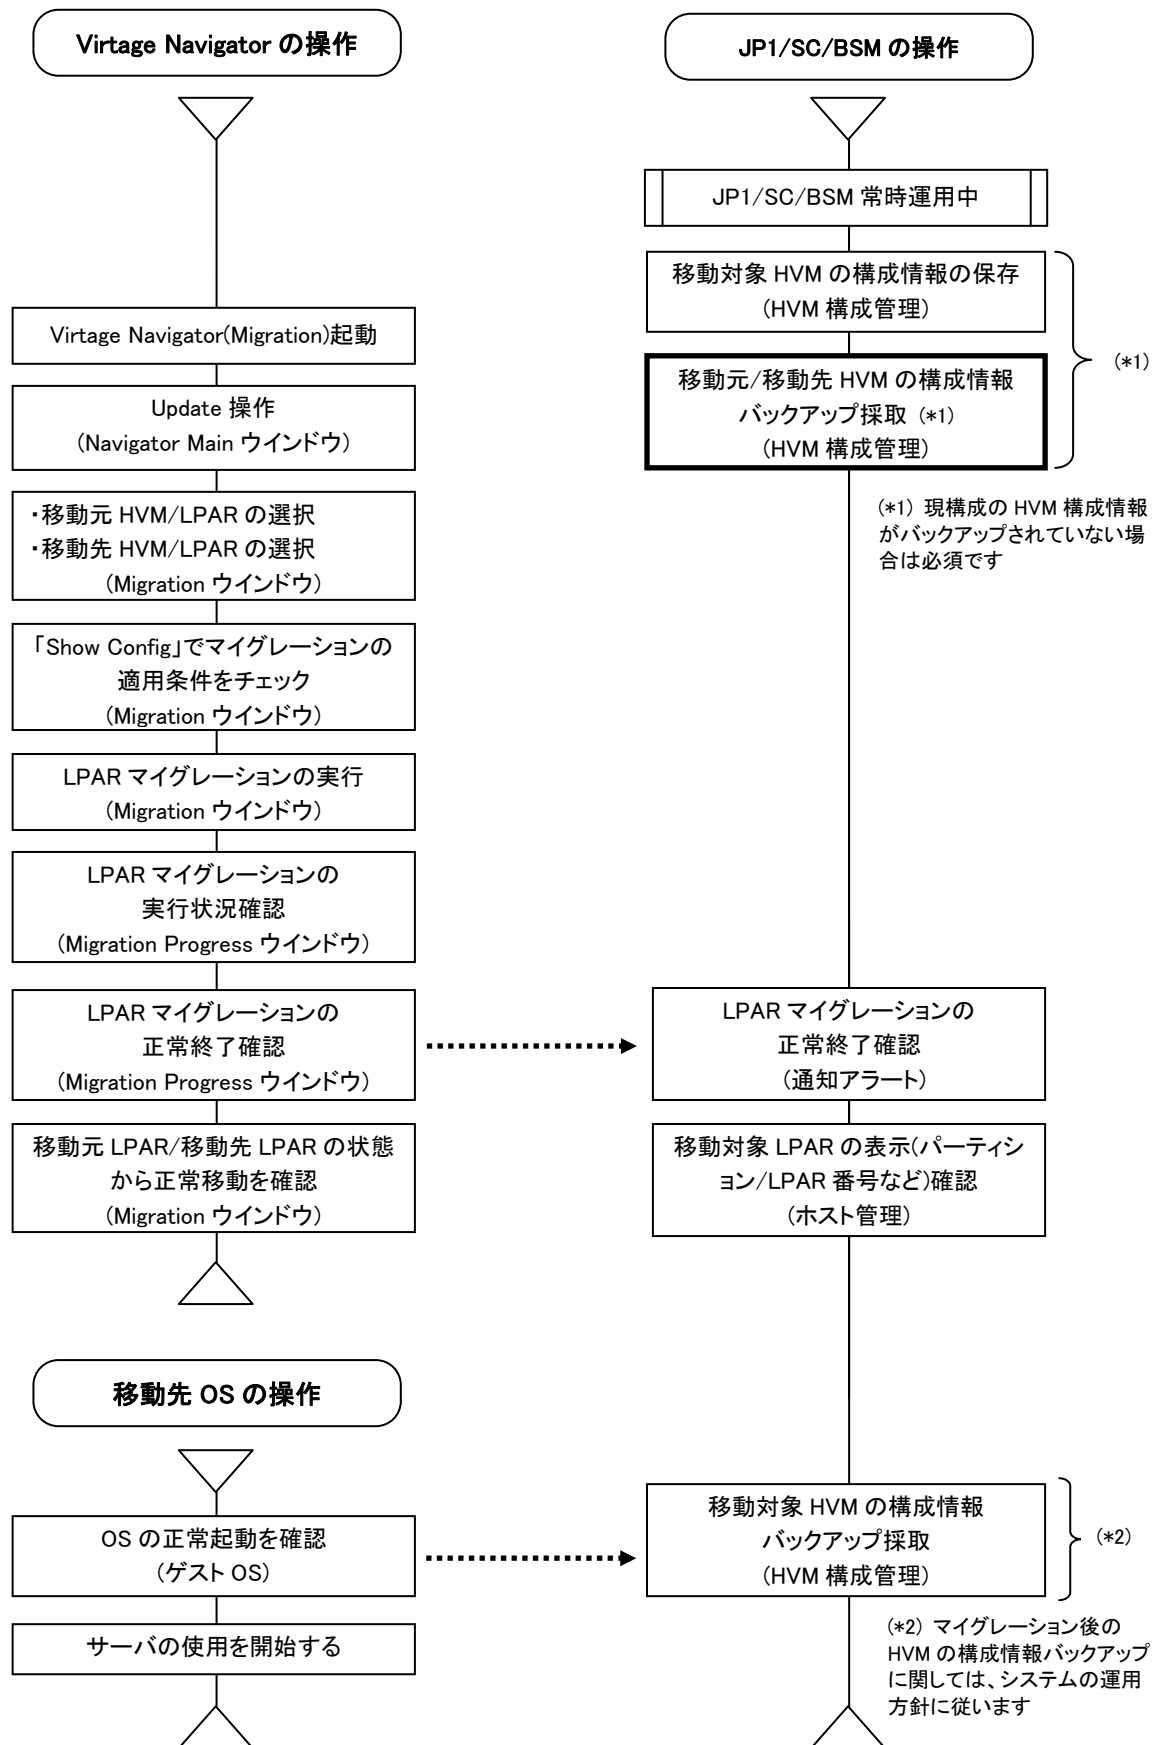 Virtage Navigator の操作
Virtage Navigator(Migration)起動
Update 操作
(Navigator Main ウインドウ)
・移動元 HVM/LPAR の選択
・移動先 HVM/LPAR の選択
(Migration ウインドウ)
「Show Config」でマイグレーションの
適用条件をチェック
(Migration ウインドウ)
LPAR マイグレーションの実行
(Migration ウインドウ)
LPAR マイグレーションの
実行状況確認
(Migration Progress ウインドウ)
LPAR マイグレーションの
正常終了確認
(Migration Progress ウインドウ)
移動元 LPAR/移動先 LPAR の状態
から正常移動を確認
(Migration ウインドウ)
移動先 OS の操作
OS の正常起動を確認
(ゲスト OS)
サーバの使用を開始する
JP1/SC/BSM の操作
JP1/SC/BSM 常時運用中
移動対象 HVM の構成情報の保存
(HVM 構成管理)
移動元/移動先 HVM の構成情報
バックアップ採取 (*1)
(HVM 構成管理)
(*1)
(*1) 現構成の HVM 構成情報
がバックアップされていない場
合は必須です
LPAR マイグレーションの
正常終了確認
(通知アラート)
移動対象 LPAR の表示(パーティシ
ョン/LPAR 番号など)確認
(ホスト管理)
移動対象 HVM の構成情報
バックアップ採取
(HVM 構成管理)
(*2)
(*2) マイグレーション後の
HVM の構成情報バックアップ
に関しては、システムの運用
方針に従います